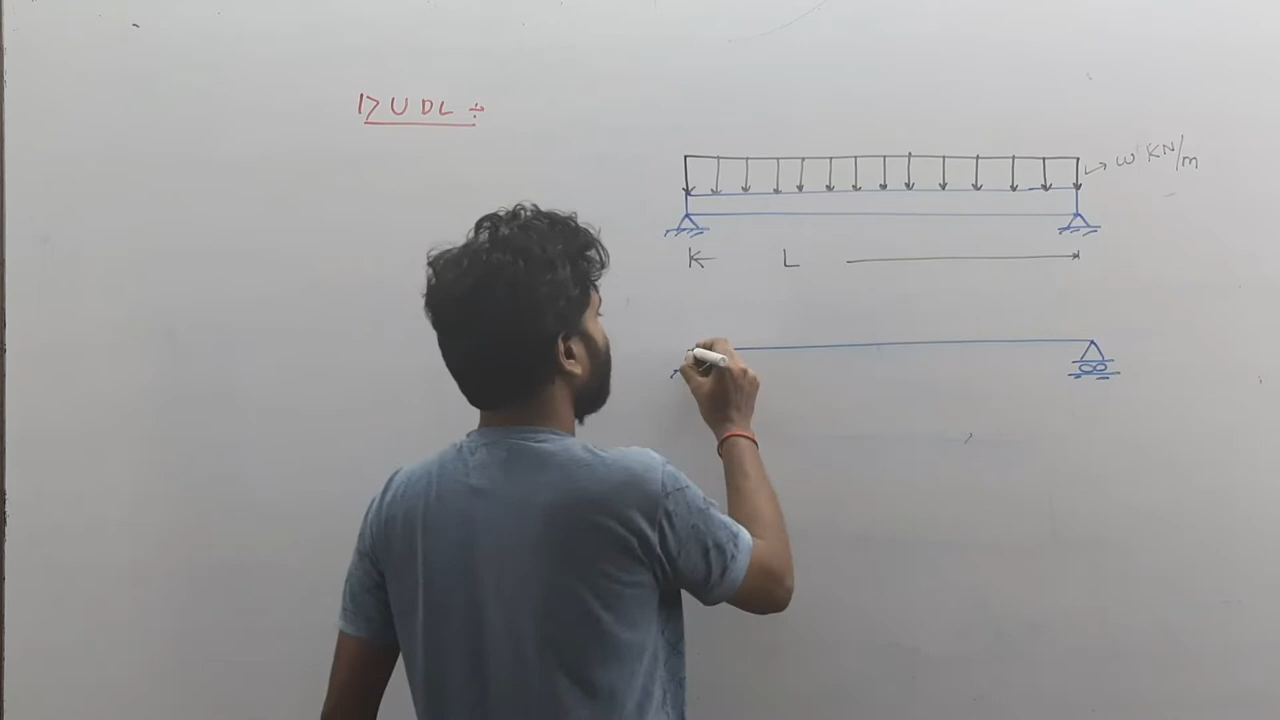 1> UDL ÷
ω KN/m
L